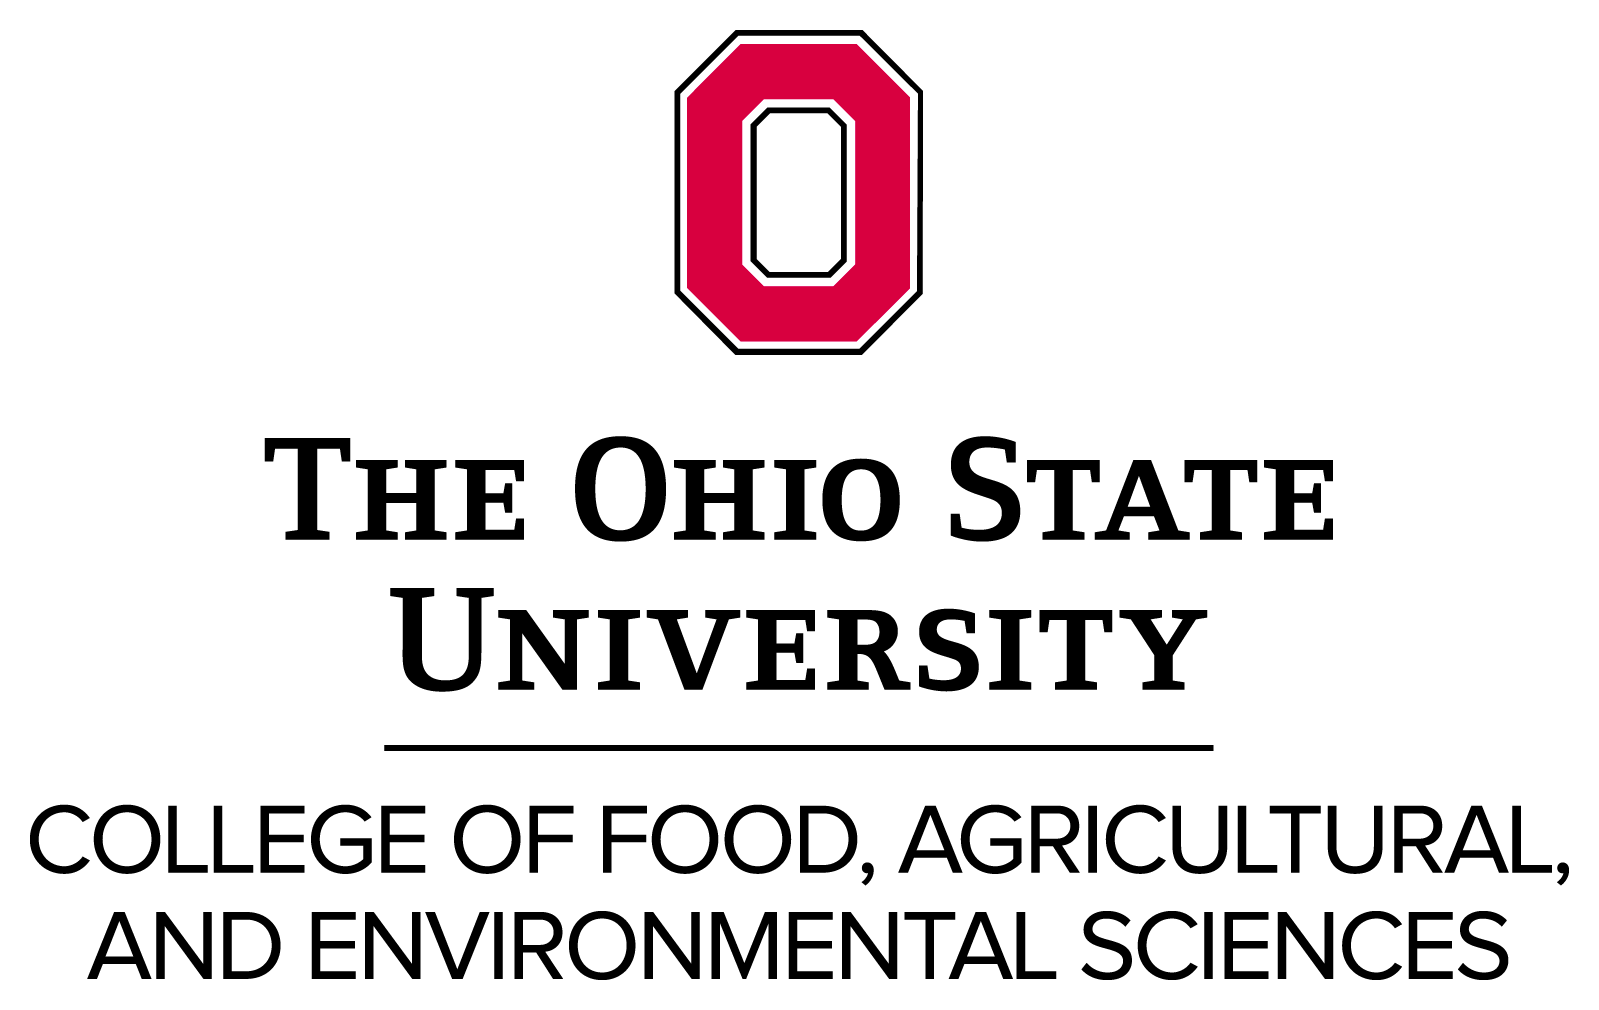 THE OHIO STATE
UNIVERSITY
COLLEGE OF FOOD, AGRICULTURAL,
AND ENVIRONMENTAL SCIENCES